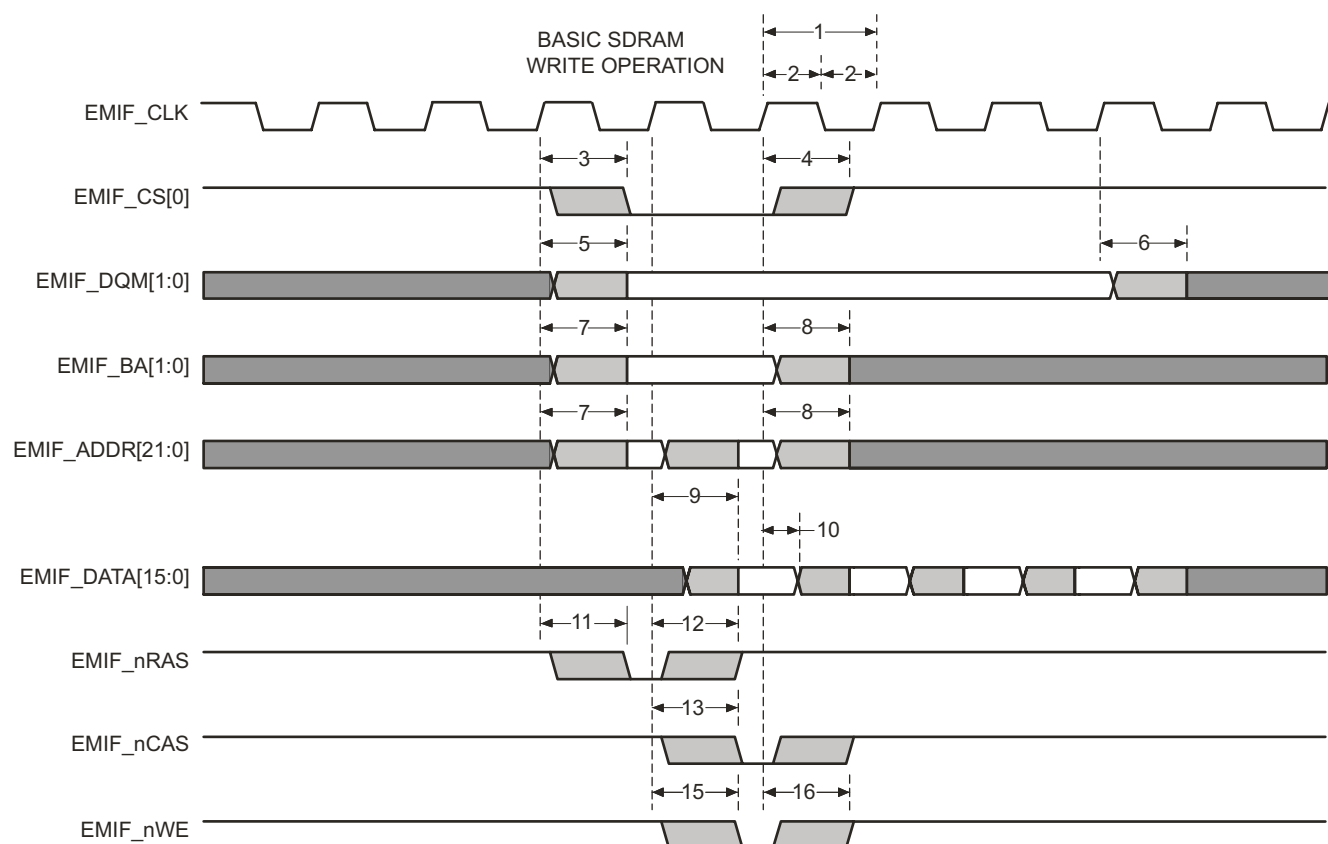 BASIC SDRAM
WRITE OPERATION
1
2 2
EMIF_CLK
3 4
EMIF_CS[0]
5 6
EMIF_DQM[1:0]
7 8
EMIF_BA[1:0]
7 8
EMIF_ADDR[21:0]
9
10
EMIF_DATA[15:0]
11 12
EMIF_nRAS
13
EMIF_nCAS
15 16
EMIF_nWE